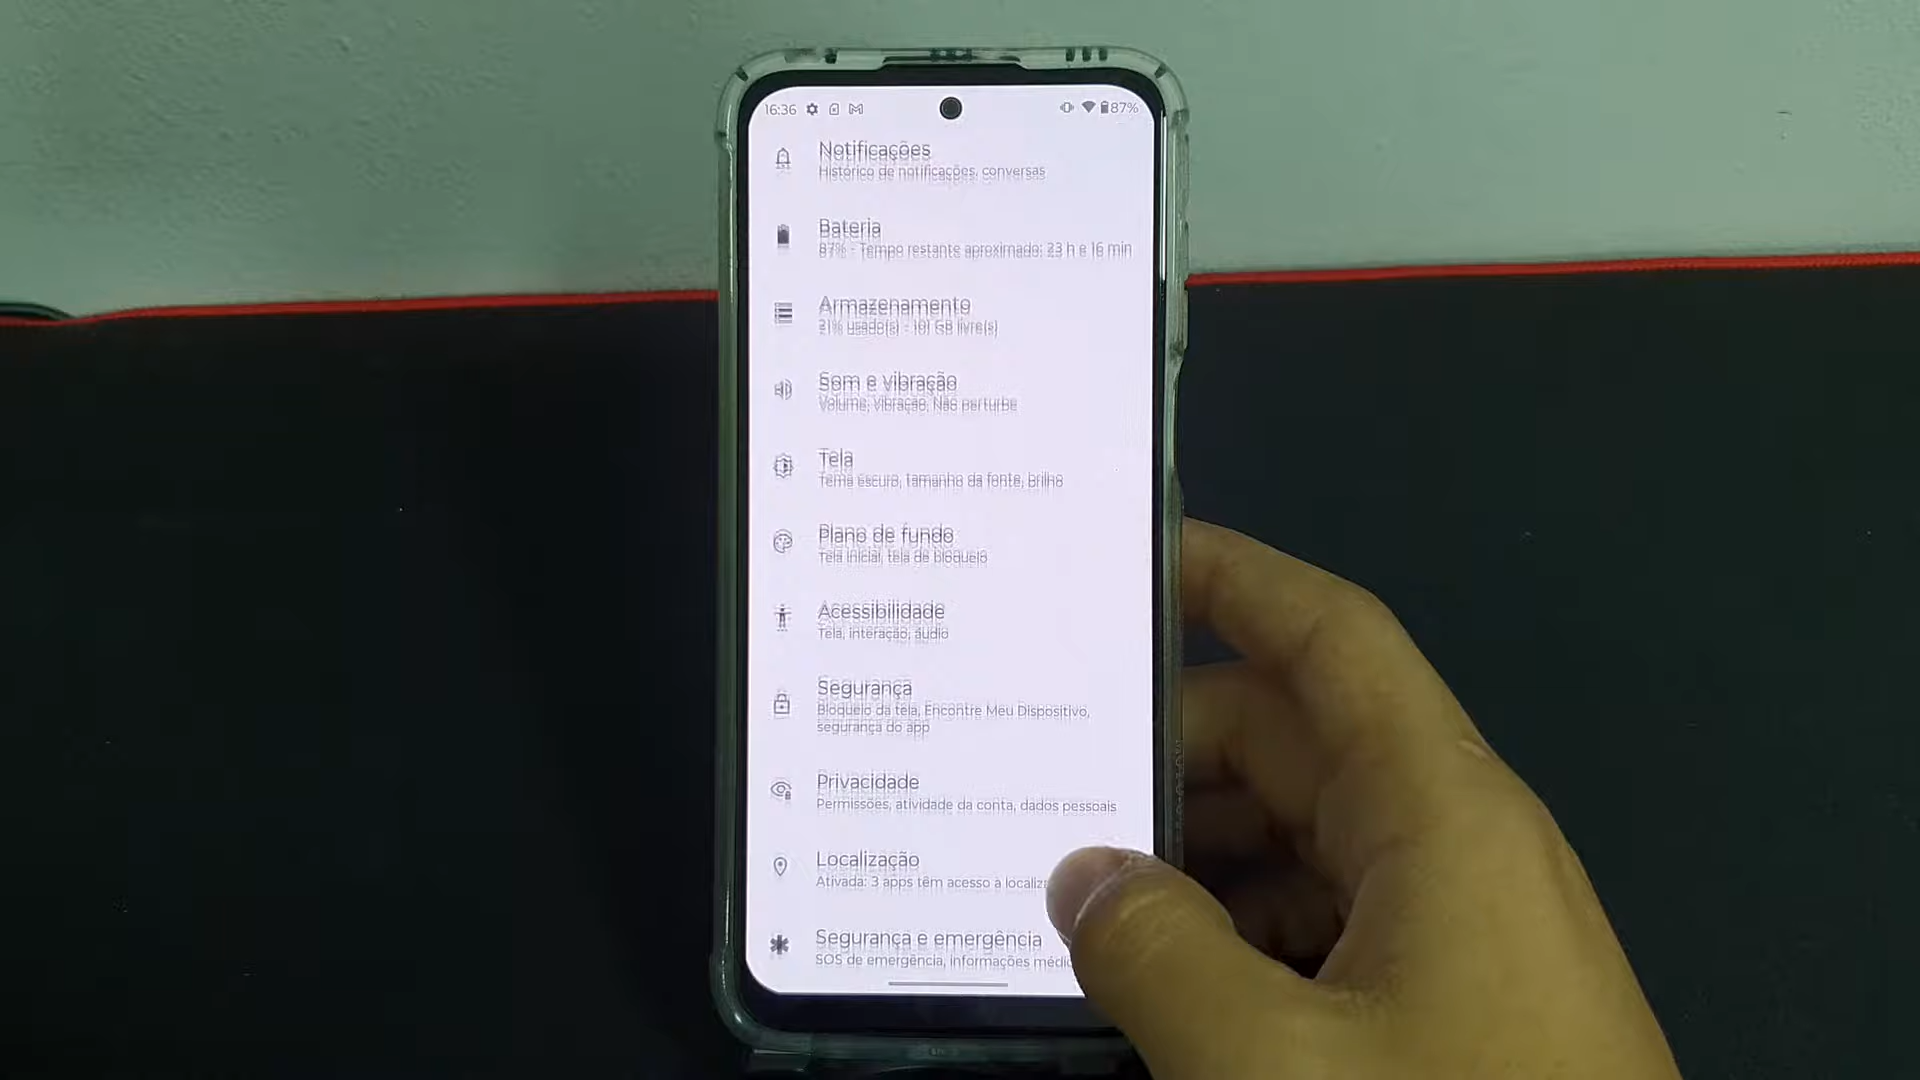 16:36
87%
Notificações
Histórico de notificações, conversas
Bateria
87% - Tempo restante aproximado: 23 h e 16 min
Armazenamento
21% usado(s) - 101 GB livre(s)
Som e vibração
Volume, vibração, Não perturbe
Tela
Tema escuro, tamanho da fonte, brilho
Plano de fundo
Tela inicial, tela de bloqueio
Acessibilidade
Tela, interação, áudio
Segurança
Bloqueio da tela, Encontre Meu Dispositivo,
segurança do app
Privacidade
Permissões, atividade da conta, dados pessoais
Localização
Ativada: 3 apps têm acesso à
Segurança e emergência
SOS de emergência, informações